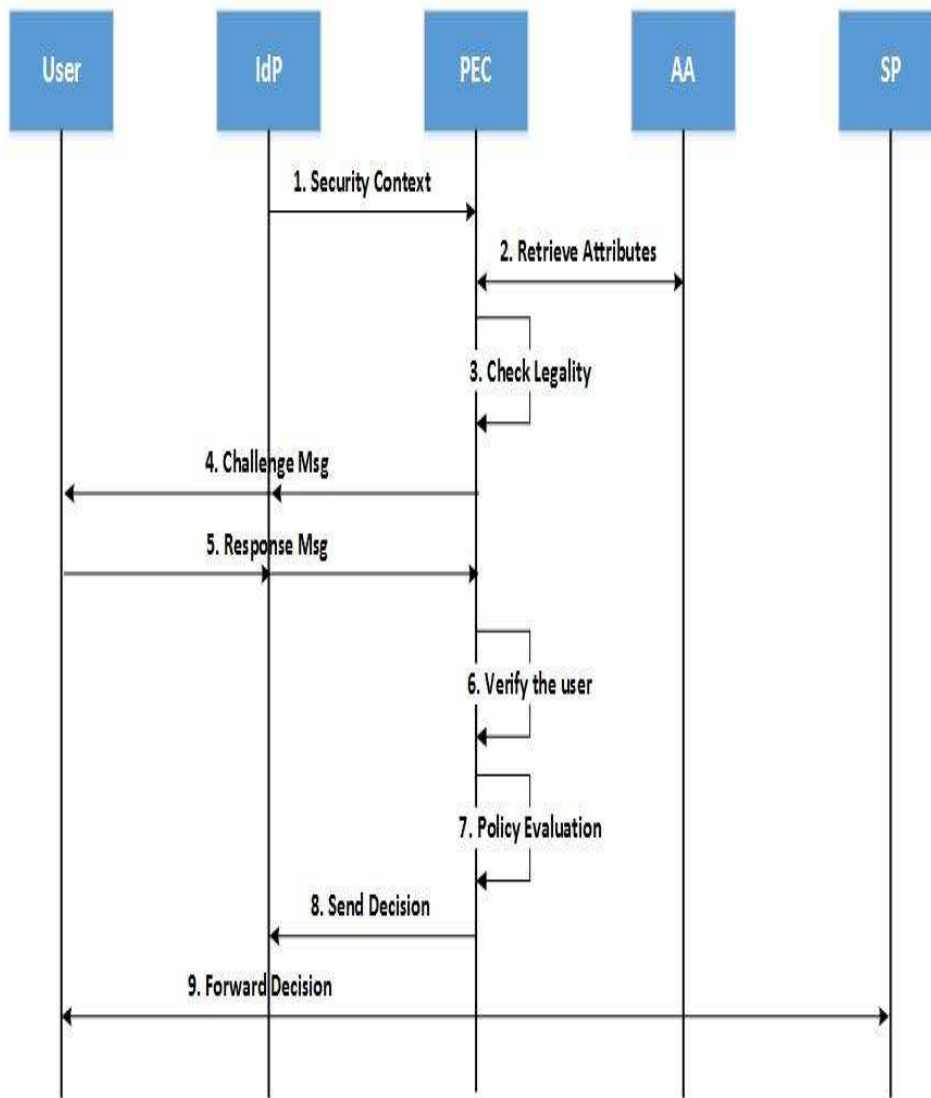 User
IdP
PEC
AA
SP
1. Security Context
2. Retrieve Attributes
3. Check Legality
4. Challenge Msg
5. Response Msg
6. Verify the user
7. Policy Evaluation
8. Send Decision
9. Forward Decision